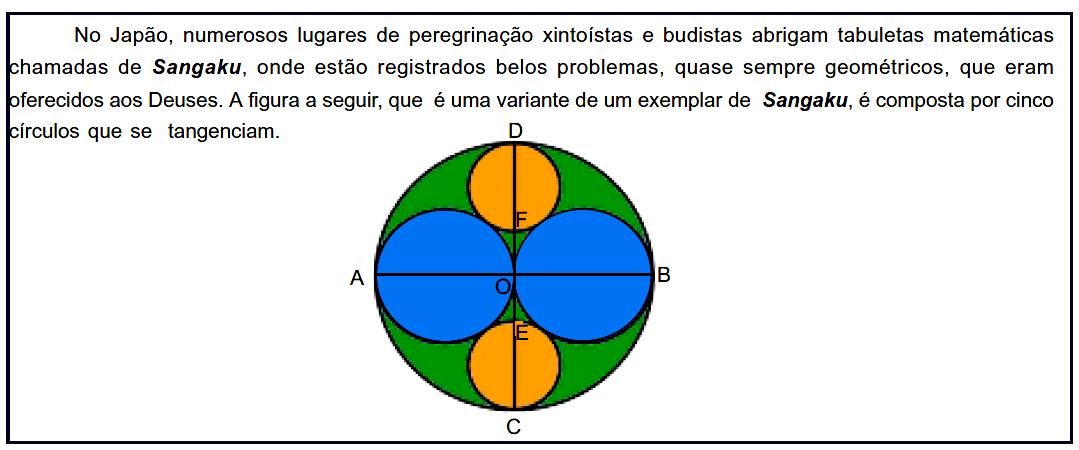 No Japão, numerosos lugares de peregrinação xintoístas e budistas abrigam tabuletas matemáticas
chamadas de Sangaku, onde estão registrados belos problemas, quase sempre geométricos, que eram
oferecidos aos Deuses. A figura a seguir, que é uma variante de um exemplar de Sangaku, é composta por cinco
círculos que se tangenciam.
D
F
A
O
B
E
C